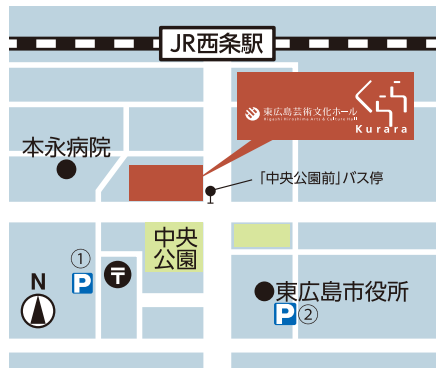 JR西条駅
東広島芸術文化ホール
Higashi Hiroshima Arts & Culture Hall
くらら
Kurara
本永病院
「中央公園前」バス停
中央
公園
①
P
〒
N
東広島市役所
P②